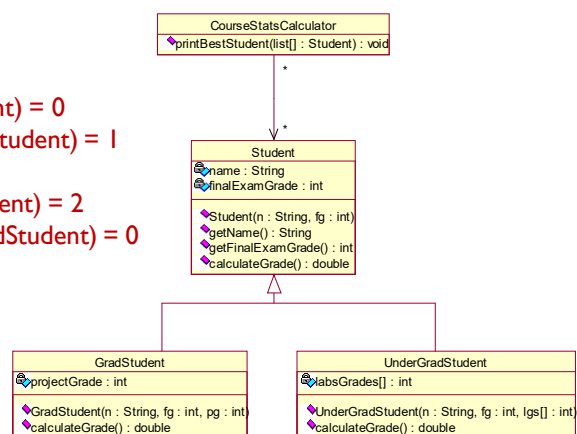 CourseStatsCalculator
printBestStudent(list[] : Student) : void
*
*
nt) = 0
tudent) = 1
ent) = 2
dStudent) = 0
Student
name : String
finalExamGrade : int
Student(n : String, fg : int)
getName() : String
getFinalExamGrade() : int
calculateGrade() : double
GradStudent
projectGrade : int
GradStudent(n : String, fg : int, pg : int)
calculateGrade() : double
UnderGradStudent
labsGrades[] : int
UnderGradStudent(n : String, fg : int, lgs[] : int)
calculateGrade() : double